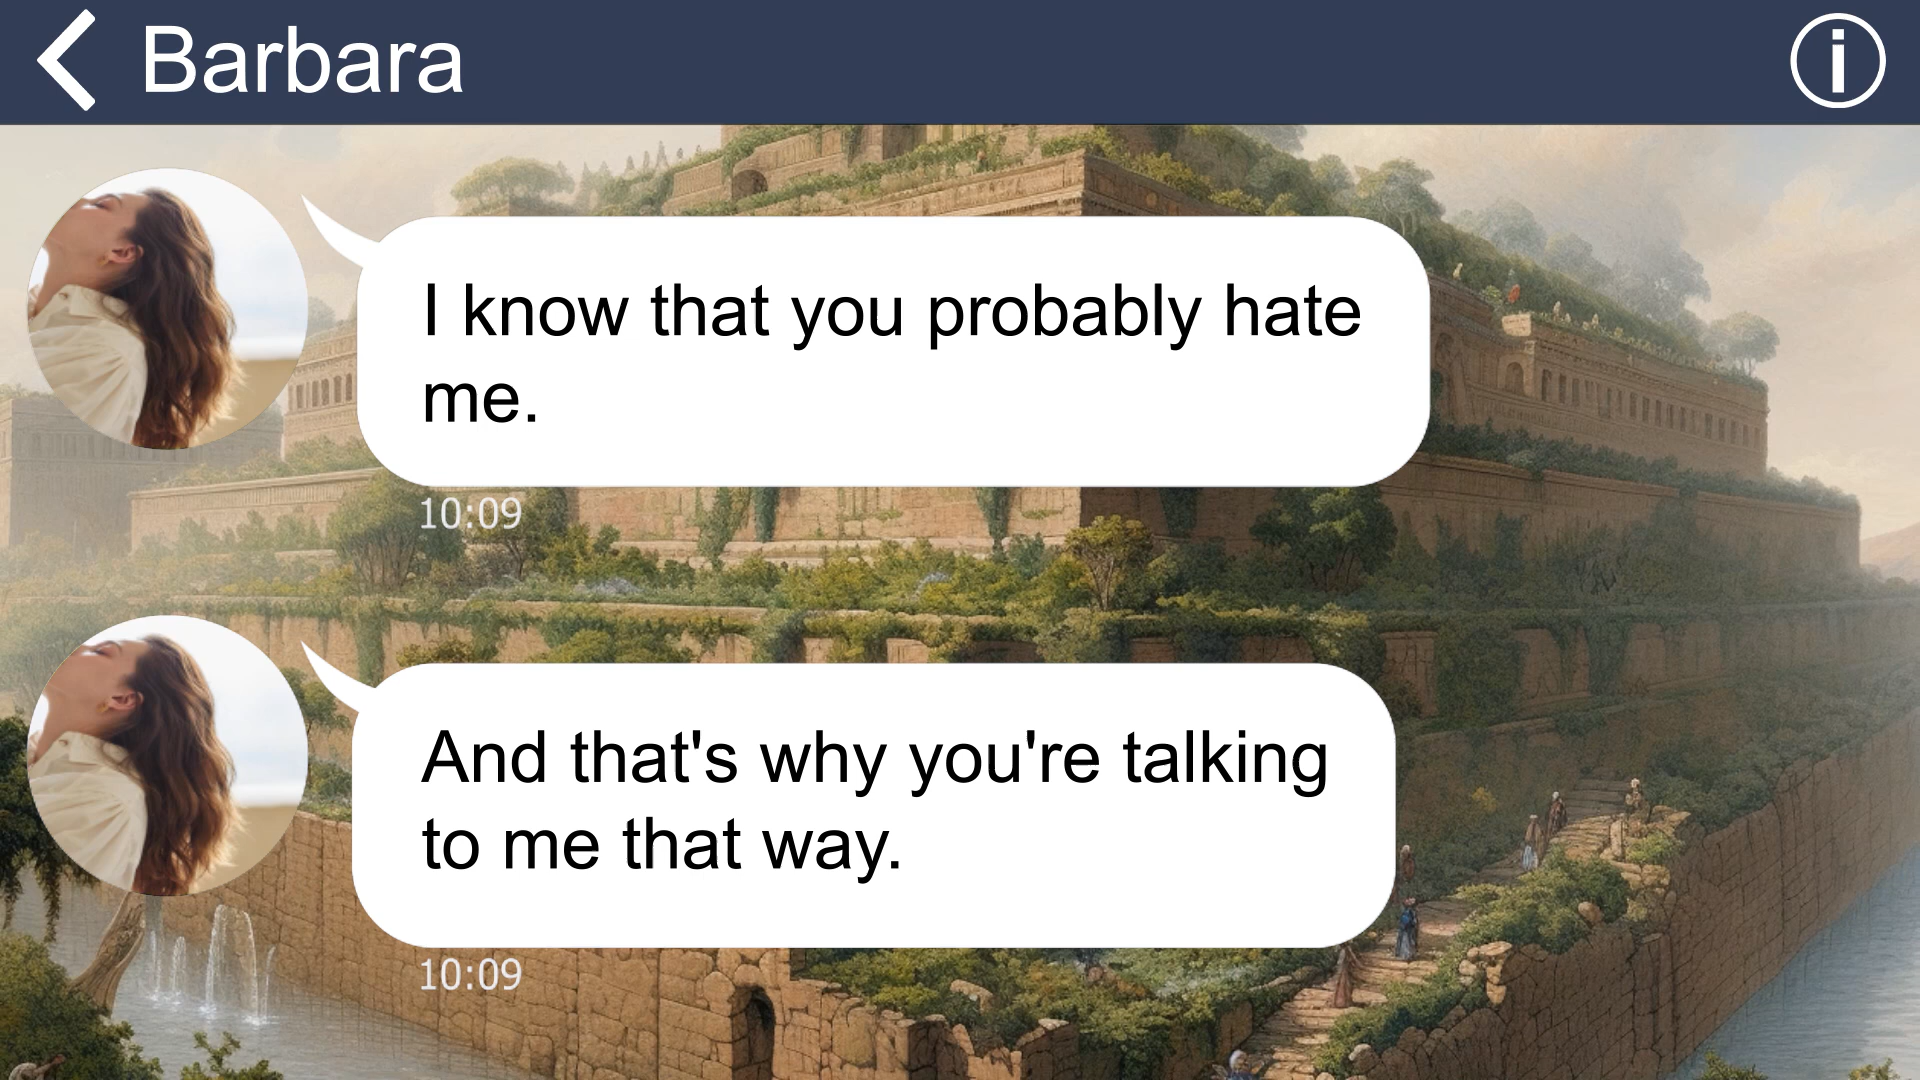 Barbara
I know that you probably hate
me.
10:09
And that's why you're talking
to me that way.
10:09